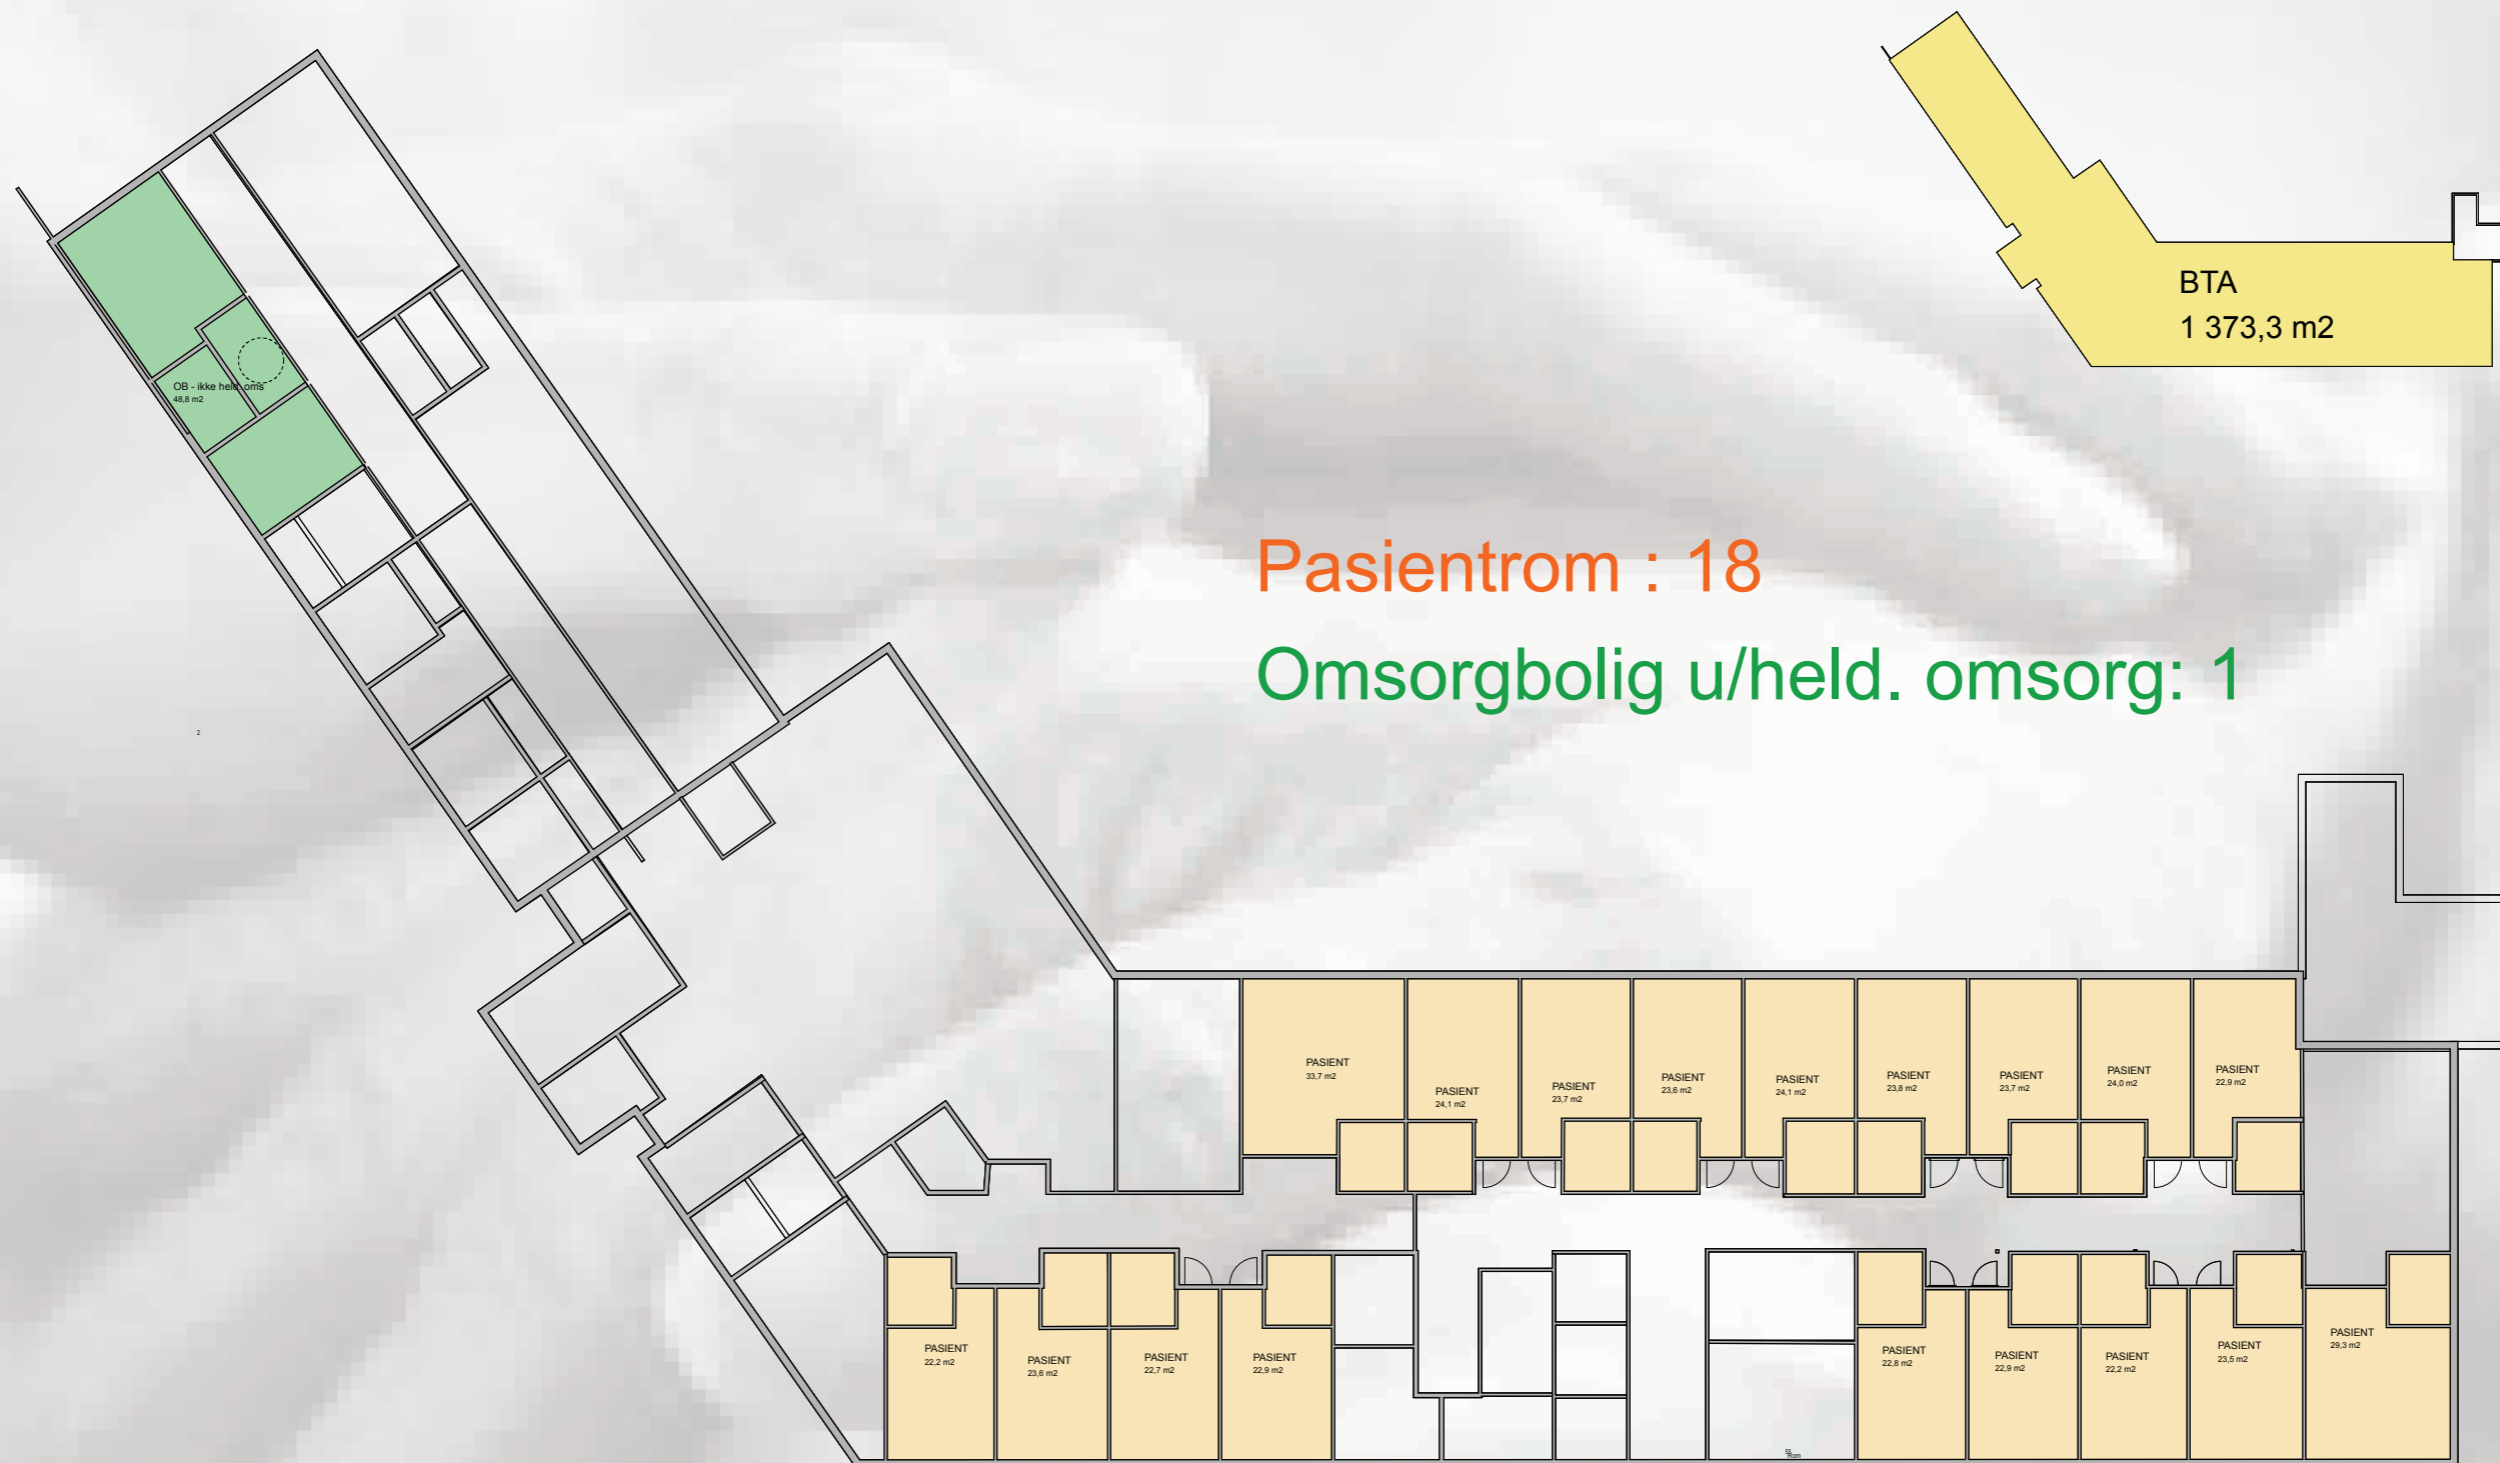 BTA
1 373,3 m2
OB - ikke held. oms
48,8 m2
Pasientrom : 18
Omsorgbolig u/held. omsorg: 1
2
PASIENT
33,7 m2
PASIENT
24,1 m2
PASIENT
23,7 m2
PASIENT
23,6 m2
PASIENT
24,1 m2
PASIENT
23,8 m2
PASIENT
23,7 m2
PASIENT
24,0 m2
PASIENT
22,9 m2
PASIENT
22,2 m2
PASIENT
23,6 m2
PASIENT
22,7 m2
PASIENT
22,9 m2
PASIENT
22,8 m2
PASIENT
22,9 m2
PASIENT
22,2 m2
PASIENT
23,5 m2
PASIENT
29,3 m2
Rom